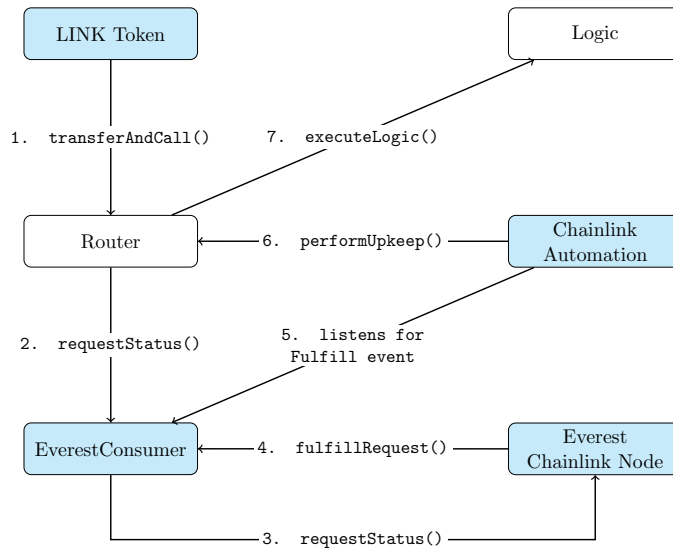 LINK Token
Logic
1. transferAndCall()
7. executeLogic()
Router
6. performUpkeep()
Chainlink
Automation
2. requestStatus()
5. listens for
Fulfill event
EverestConsumer
4. fulfillRequest()
Everest
Chainlink Node
3. requestStatus()